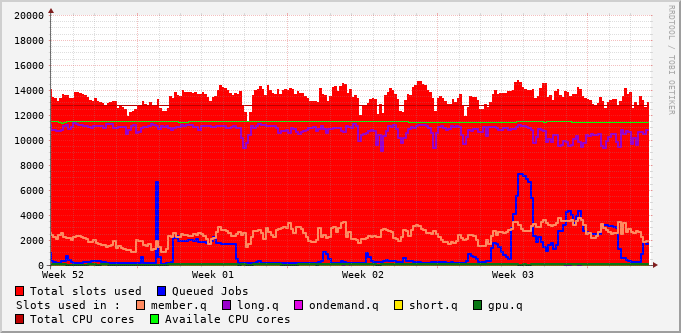 20000
18000
16000
14000
12000
10000
8000
6000
4000
2000
0
Week 52 Week 01 Week 02 Week 03
RRDTOOL / TOBI OETIKER
Total slots used Queued Jobs
Slots used in : member.q long.q ondemand.q short.q gpu.q
Total CPU cores Availale CPU cores